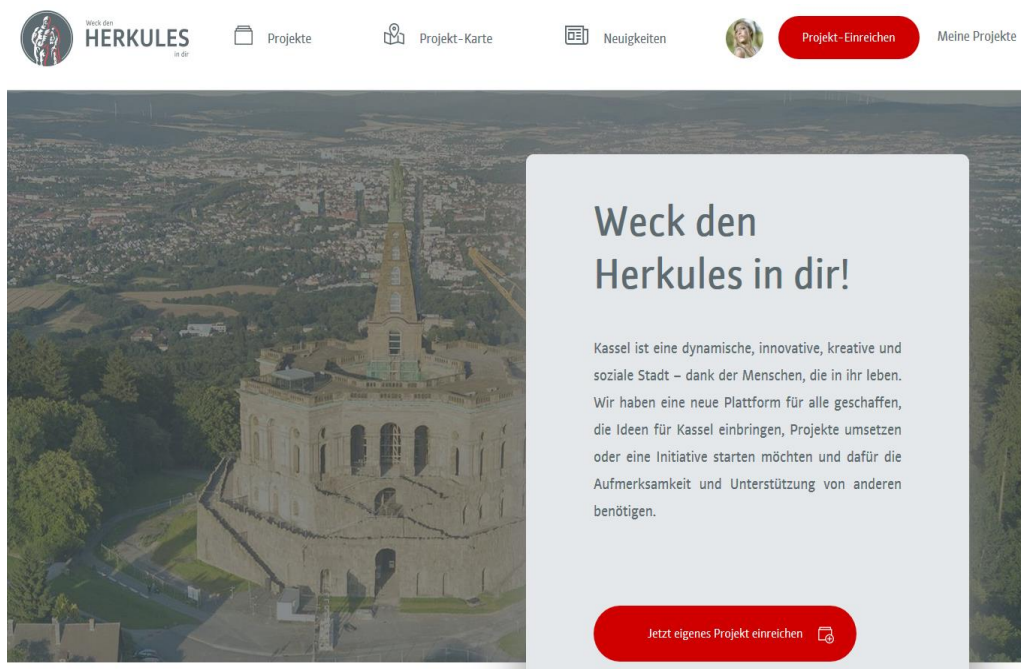 Weck den
HERKULES
in dir
Projekte
Projekt-Karte
Neuigkeiten
Projekt-Einreichen
Meine Projekte
Weck den
Herkules in dir!
Kassel ist eine dynamische, innovative, kreative und
soziale Stadt – dank der Menschen, die in ihr leben.
Wir haben eine neue Plattform für alle geschaffen,
die Ideen für Kassel einbringen, Projekte umsetzen
oder eine Initiative starten möchten und dafür die
Aufmerksamkeit und Unterstützung von anderen
benötigen.
Jetzt eigenes Projekt einreichen